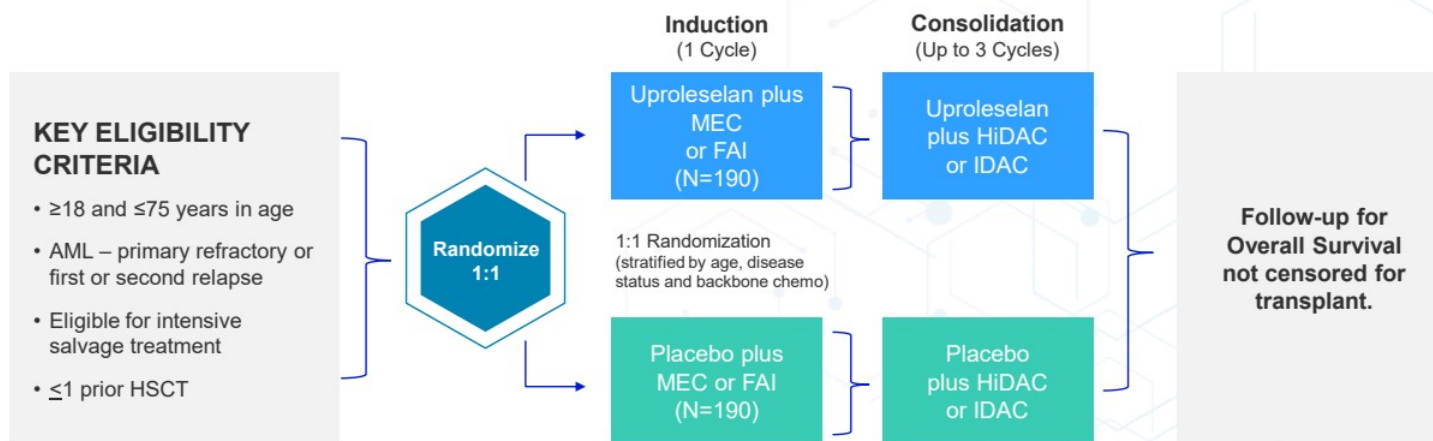 KEY ELIGIBILITY
CRITERIA
• ≥18 and ≤75 years in age
• AML – primary refractory or
first or second relapse
• Eligible for intensive
salvage treatment
• ≤1 prior HSCT
Randomize
1:1
Induction
(1 Cycle)
Uproleselan plus
MEC
or FAI
(N=190)
1:1 Randomization
(stratified by age, disease
status and backbone chemo)
Placebo plus
MEC or FAI
(N=190)
Consolidation
(Up to 3 Cycles)
Uproleselan
plus HiDAC
or IDAC
Placebo
plus HiDAC
or IDAC
Follow-up for
Overall Survival
not censored for
transplant.